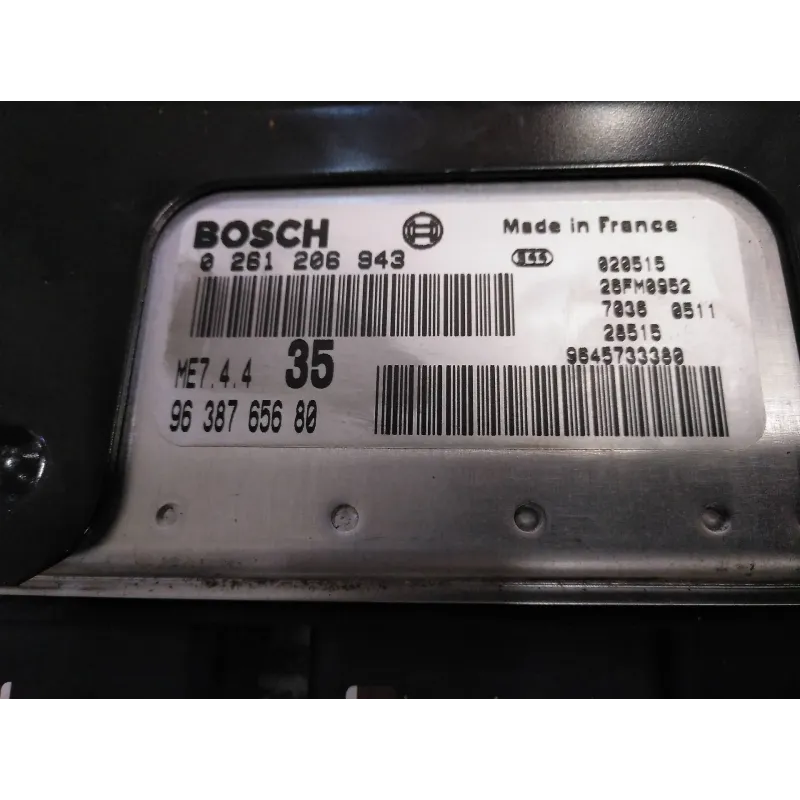 BOSCH
Made in France
0 261 206 943
020515
26FM0952
7036 0511
28515
9645733380
ME7.4.4
35
96 387 656 80